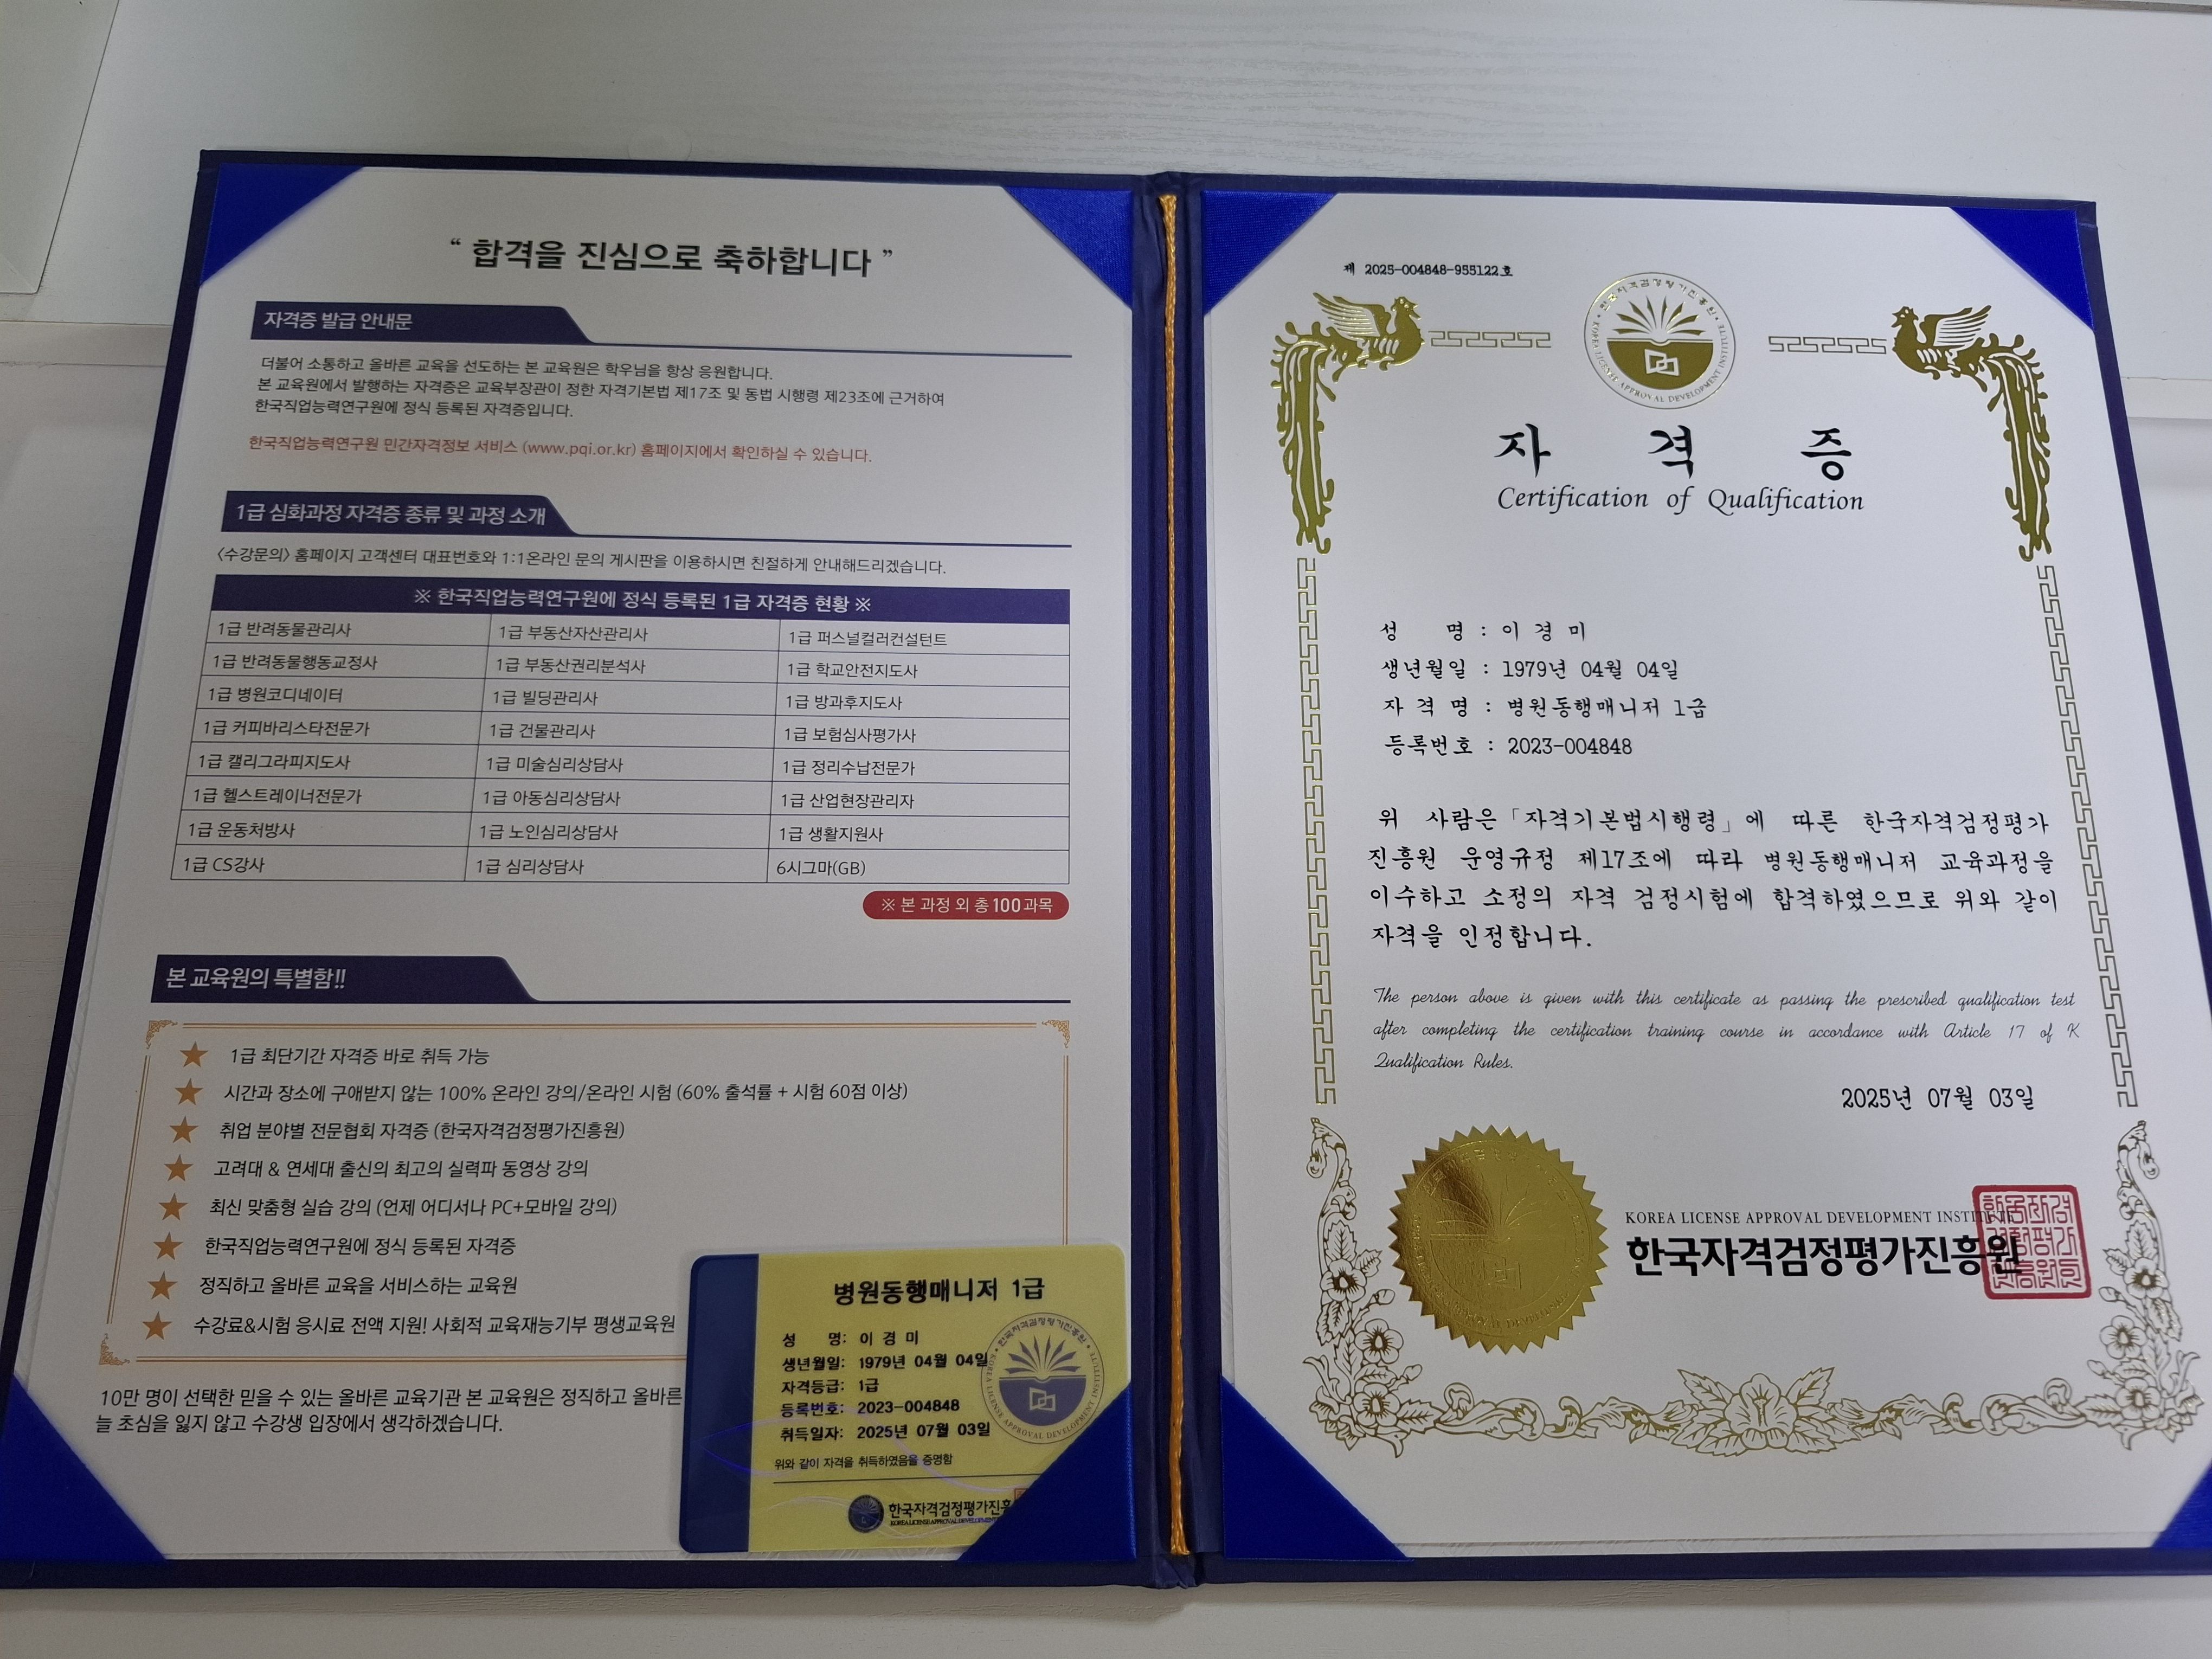 “ 합격을 진심으로 축하합니다 ”
자격증 발급 안내문
더불어 소통하고 올바른 교육을 선도하는 본 교육원은 학우님을 항상 응원합니다.
본 교육원에서 발행하는 자격증은 교육부장관이 정한 자격기본법 제17조 및 동법 시행령 제23조에 근거하여
한국직업능력연구원에 정식 등록된 자격증입니다.
한국직업능력연구원 민간자격정보 서비스 (www.pqi.or.kr) 홈페이지에서 확인하실 수 있습니다.
1급 심화과정 자격증 종류 및 과정 소개
<수강문의> 홈페이지 고객센터 대표번호와 1:1온라인 문의 게시판을 이용하시면 친절하게 안내해드리겠습니다.
※ 한국직업능력연구원에 정식 등록된 1급 자격증 현황 ※
1급 반려동물관리사 1급 부동산자산관리사 1급 퍼스널컬러컨설턴트
1급 반려동물행동교정사 1급 부동산권리분석사 1급 학교안전지도사
1급 병원코디네이터 1급 빌딩관리사 1급 방과후지도사
1급 커피바리스타전문가 1급 건물관리사 1급 보험심사평가사
1급 캘리그라피지도사 1급 미술심리상담사 1급 정리수납전문가
1급 헬스트레이너전문가 1급 아동심리상담사 1급 산업현장관리자
1급 운동처방사 1급 노인심리상담사 1급 생활지원사
1급 CS강사 1급 심리상담사 6시그마(GB)
※ 본 과정 외 총 100과목
본 교육원의 특별함!!
1급 최단기간 자격증 바로 취득 가능
시간과 장소에 구애받지 않는 100% 온라인 강의/온라인 시험 (60% 출석률 + 시험 60점 이상)
취업 분야별 전문협회 자격증 (한국자격검정평가진흥원)
고려대 & 연세대 출신의 최고의 실력파 동영상 강의
최신 맞춤형 실습 강의 (언제 어디서나 PC+모바일 강의)
한국직업능력연구원에 정식 등록된 자격증
정직하고 올바른 교육을 서비스하는 교육원
수강료&시험 응시료 전액 지원! 사회적 교육재능기부 평생교육원
10만 명이 선택한 믿을 수 있는 올바른 교육기관 본 교육원은 정직하고 올바른
늘 초심을 잃지 않고 수강생 입장에서 생각하겠습니다.
병원동행매니저 1급
성 명: 이 경 미
생년월일: 1979년 04월 04일
자격등급: 1급
등록번호: 2023-004848
취득일자: 2025년 07월 03일
위와 같이 자격을 취득하였음을 증명함
한국자격검정평가진흥
KOREA LICENSE APPROVAL DEVELOPMENT
한국자격검정평가진흥원
KOREA LICENSE APPROVAL DEVELOPMENT INSTITUTE
제 2025-004848-955122호
한국자격검정평가진흥원
KOREA LICENSE APPROVAL DEVELOPMENT INSTITUTE
자 격 증
Certification of Qualification
성 명 : 이 경 미
생년월일 : 1979년 04월 04일
자 격 명 : 병원동행매니저 1급
등록번호 : 2023-004848
위 사람은「자격기본법시행령」에 따른 한국자격검정평가
진흥원 운영규정 제17조에 따라 병원동행매니저 교육과정을
이수하고 소정의 자격 검정시험에 합격하였으므로 위와 같이
자격을 인정합니다.
The person above is given with this certificate as passing the prescribed qualification test
after completing the certification training course in accordance with Article 17 of K
Qualification Rules.
2025년 07월 03일
KOREA LICENSE APPROVAL DEVELOPMENT INSTITUTE
한국자격검정평가진흥원